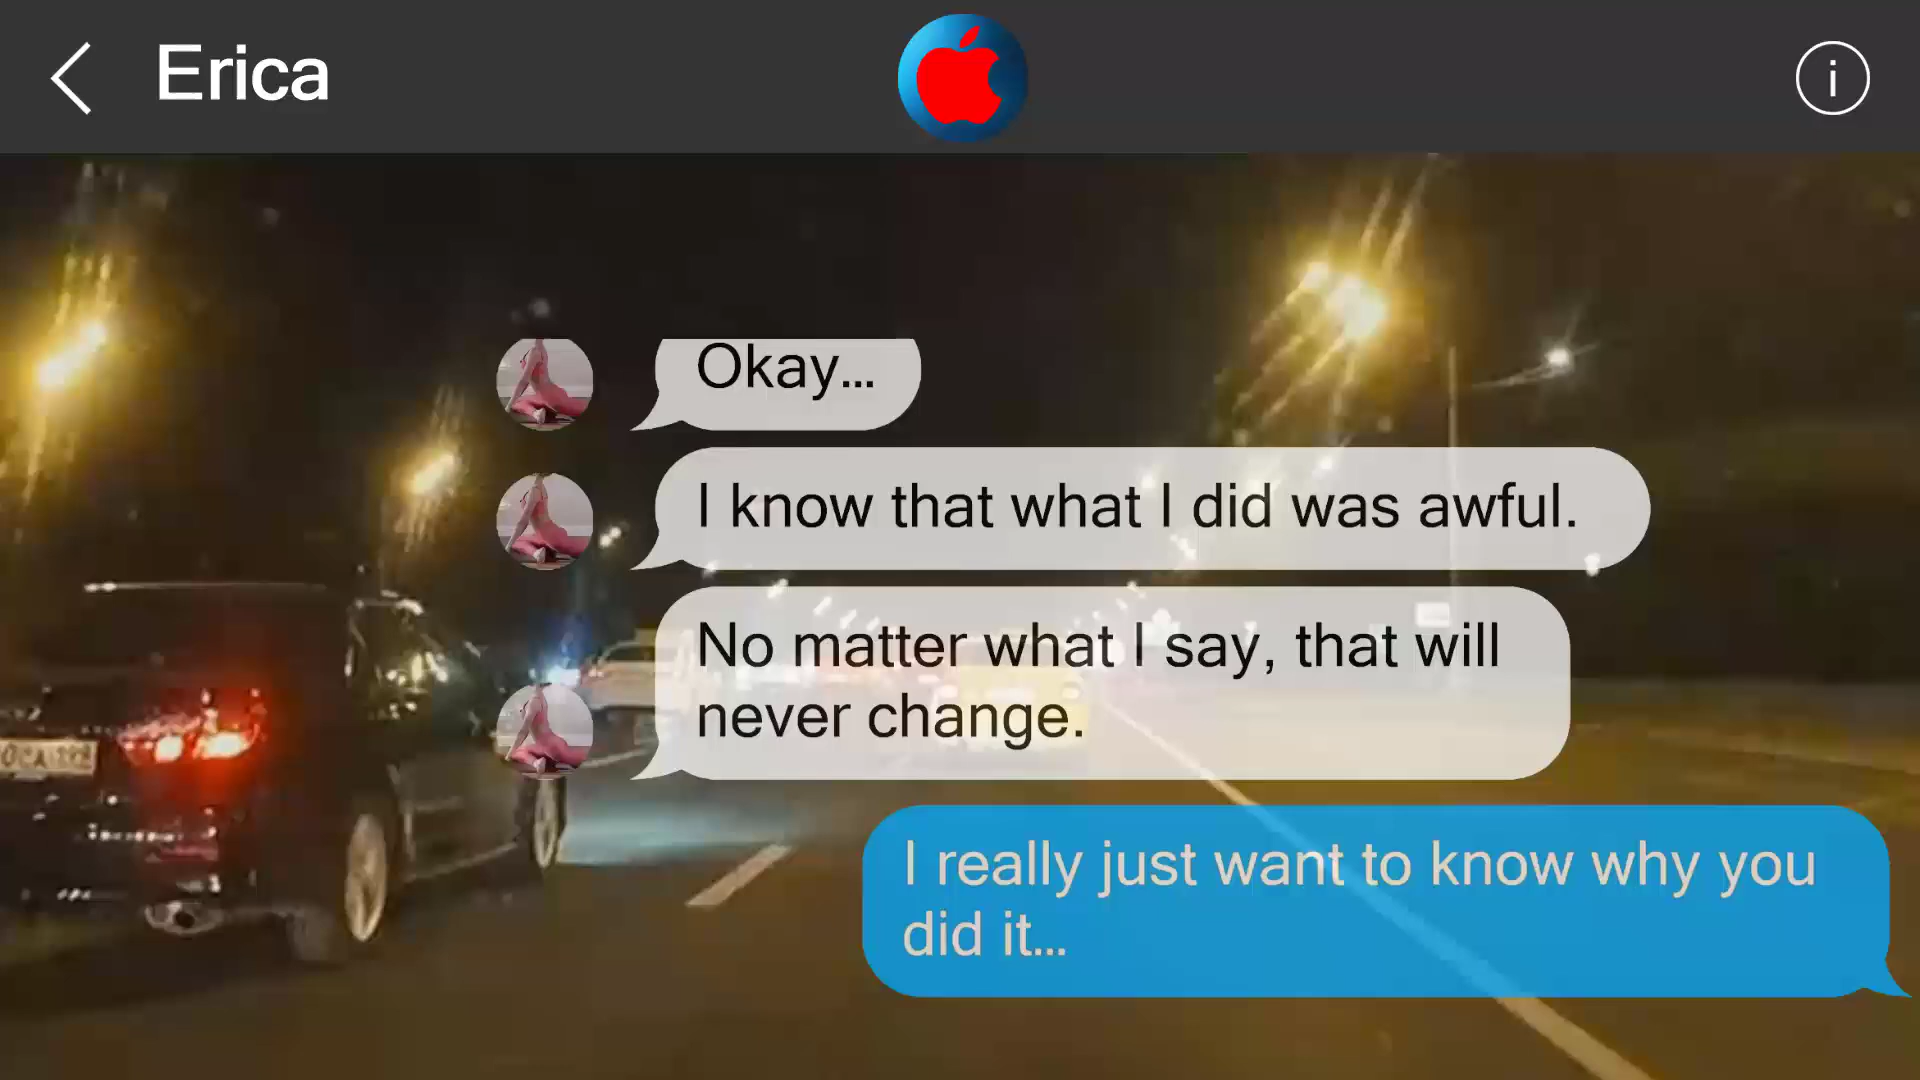 Erica
i
Okay...
I know that what I did was awful.
No matter what I say, that will
never change.
I really just want to know why you
did it...